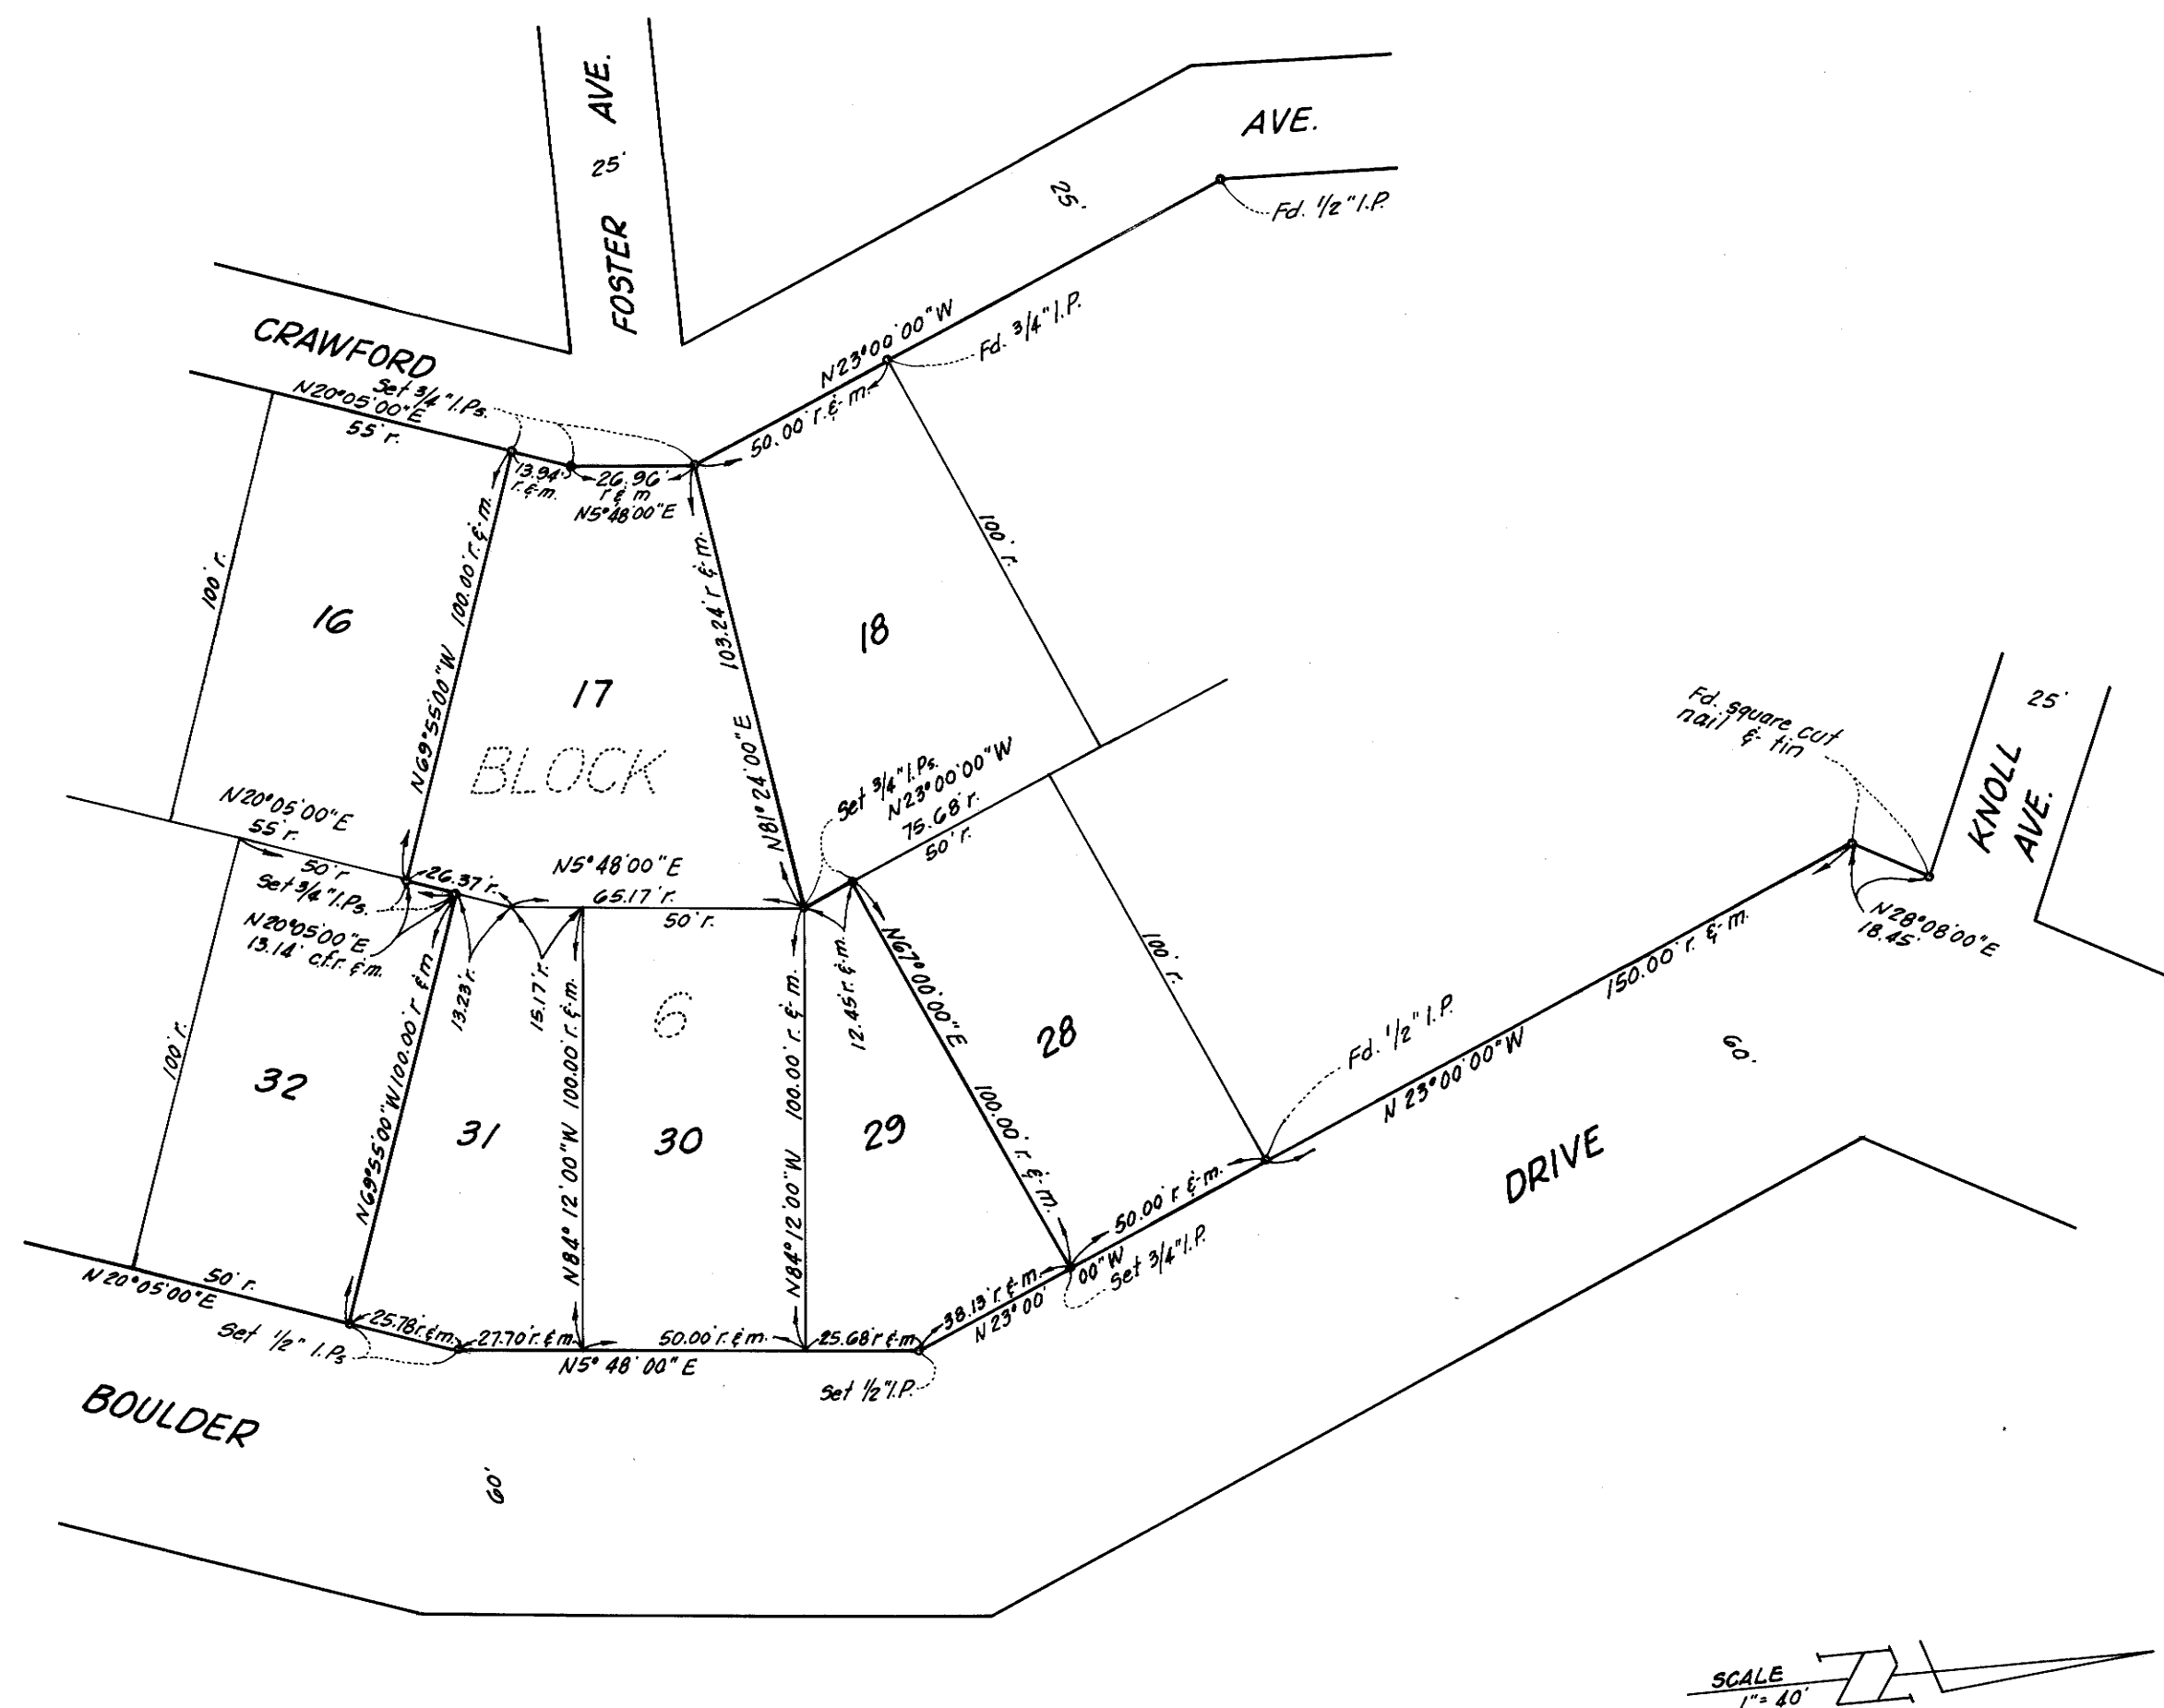 FOSTER AVE.
25'
AVE.
25'
Fd. 1/2" I.P.
CRAWFORD
N20°05'00"E
Set 3/4" I.Ps.
55' r.
13.94'
r.&m.
26.96'
r & m
N5°48'00"E
N23°00'00"W
50.00' r. & m.
Fd. 3/4" I.P.
100' r.
16
N69°55'00"W 100.00' r. & m.
17
BLOCK
103.24' r & m.
N81°24'00"E
18
100' r.
Set 3/4" I.Ps.
N23°00'00"W
75.68' r.
50' r.
Fd. square cut
nail & tin
25'
KNOLL
AVE.
N28°08'00"E
18.45'
N20°05'00"E
55' r.
50' r
Set 3/4" I.Ps.
26.37' r.
N5°48'00"E
65.17' r.
50' r.
N20°05'00"E
13.14' cf.r. & m.
13.23' r.
15.17' r.
12.45' r. & m.
100' r.
32
N69°55'00"W 100.00' r & m
31
N84°12'00"W 100.00' r. & m.
6
30
N84°12'00"W 100.00' r. & m.
29
N67°00'00"E
100.00' r. & m.
28
100' r.
Fd. 1/2" I.P.
150.00' r. & m.
N 23°00'00"W
60'
DRIVE
50' r.
N 20°05'00"E
Set 1/2" I.Ps
25.78' r. & m.
27.70' r. & m
50.00' r. & m.
25.68' r & m
N5°48'00"E
38.13' r & m.
N23°00'00"W
50.00' r. & m.
Set 3/4" I.P.
Set 1/2" I.P.
BOULDER
60'
SCALE
1"= 40'
N